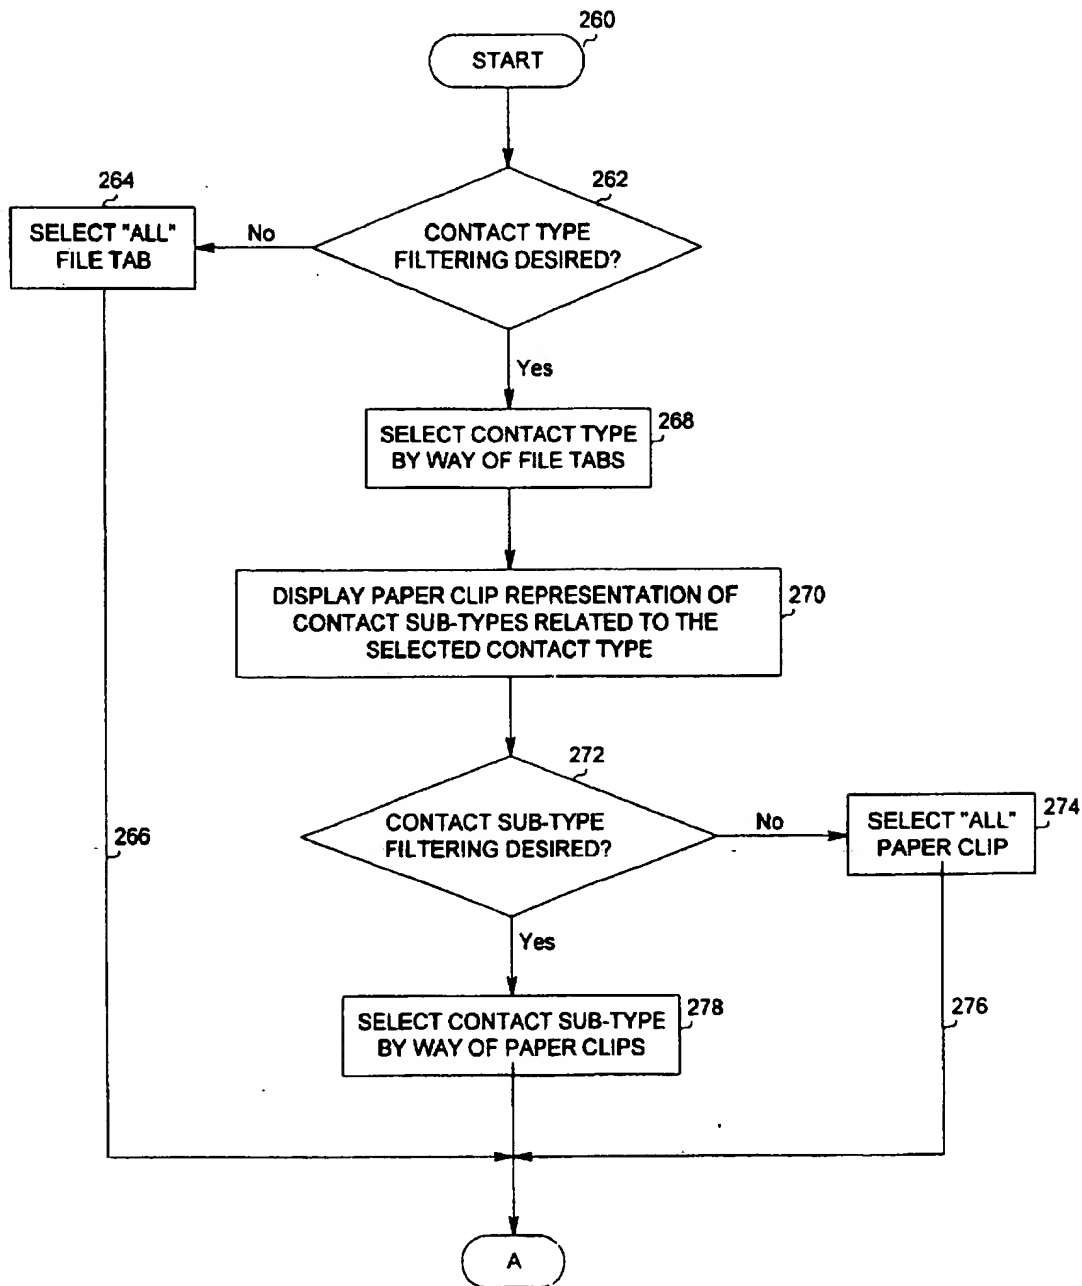 260
START
264
262
SELECT "ALL"
FILE TAB
No
CONTACT TYPE
FILTERING DESIRED?
Yes
SELECT CONTACT TYPE
BY WAY OF FILE TABS
268
DISPLAY PAPER CLIP REPRESENTATION OF
CONTACT SUB-TYPES RELATED TO THE
SELECTED CONTACT TYPE
270
272
CONTACT SUB-TYPE
FILTERING DESIRED?
No
SELECT "ALL"
PAPER CLIP
274
266
Yes
SELECT CONTACT SUB-TYPE
BY WAY OF PAPER CLIPS
278
276
A